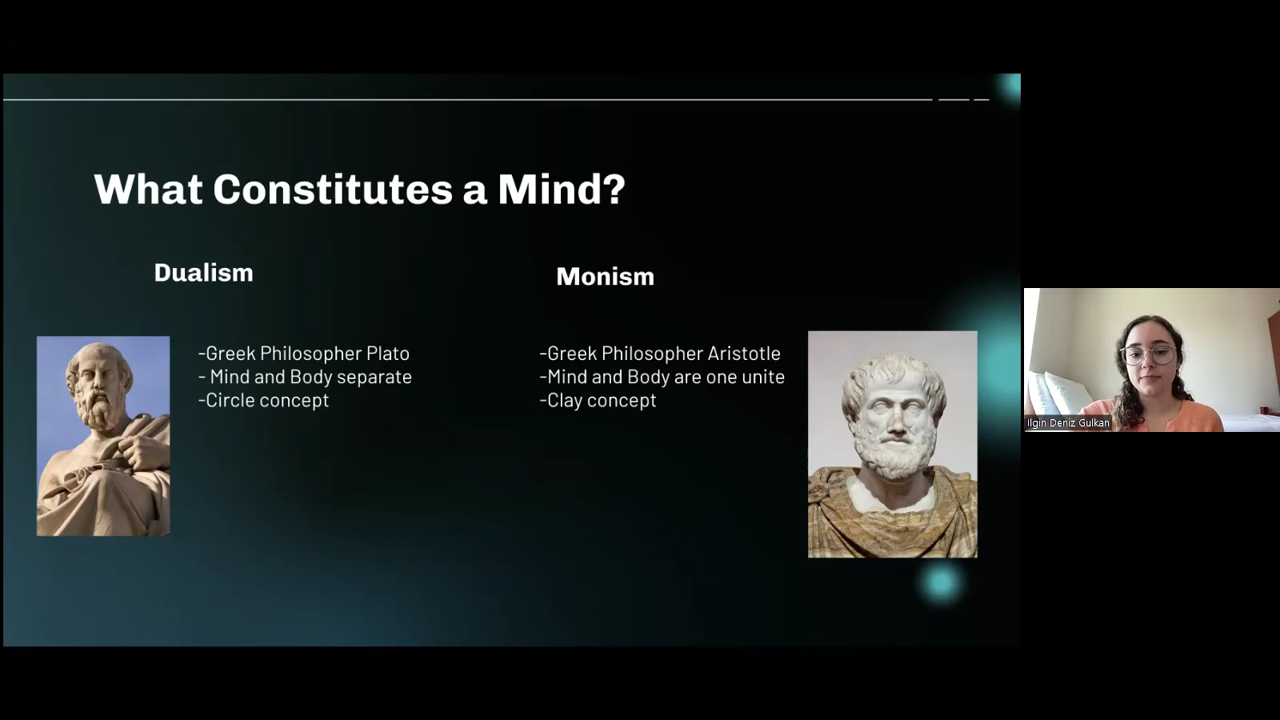 What Constitutes a Mind?
Dualism
-Greek Philosopher Plato
- Mind and Body separate
-Circle concept
Monism
-Greek Philosopher Aristotle
-Mind and Body are one unite
-Clay concept
Ilgin Deniz Gulkan